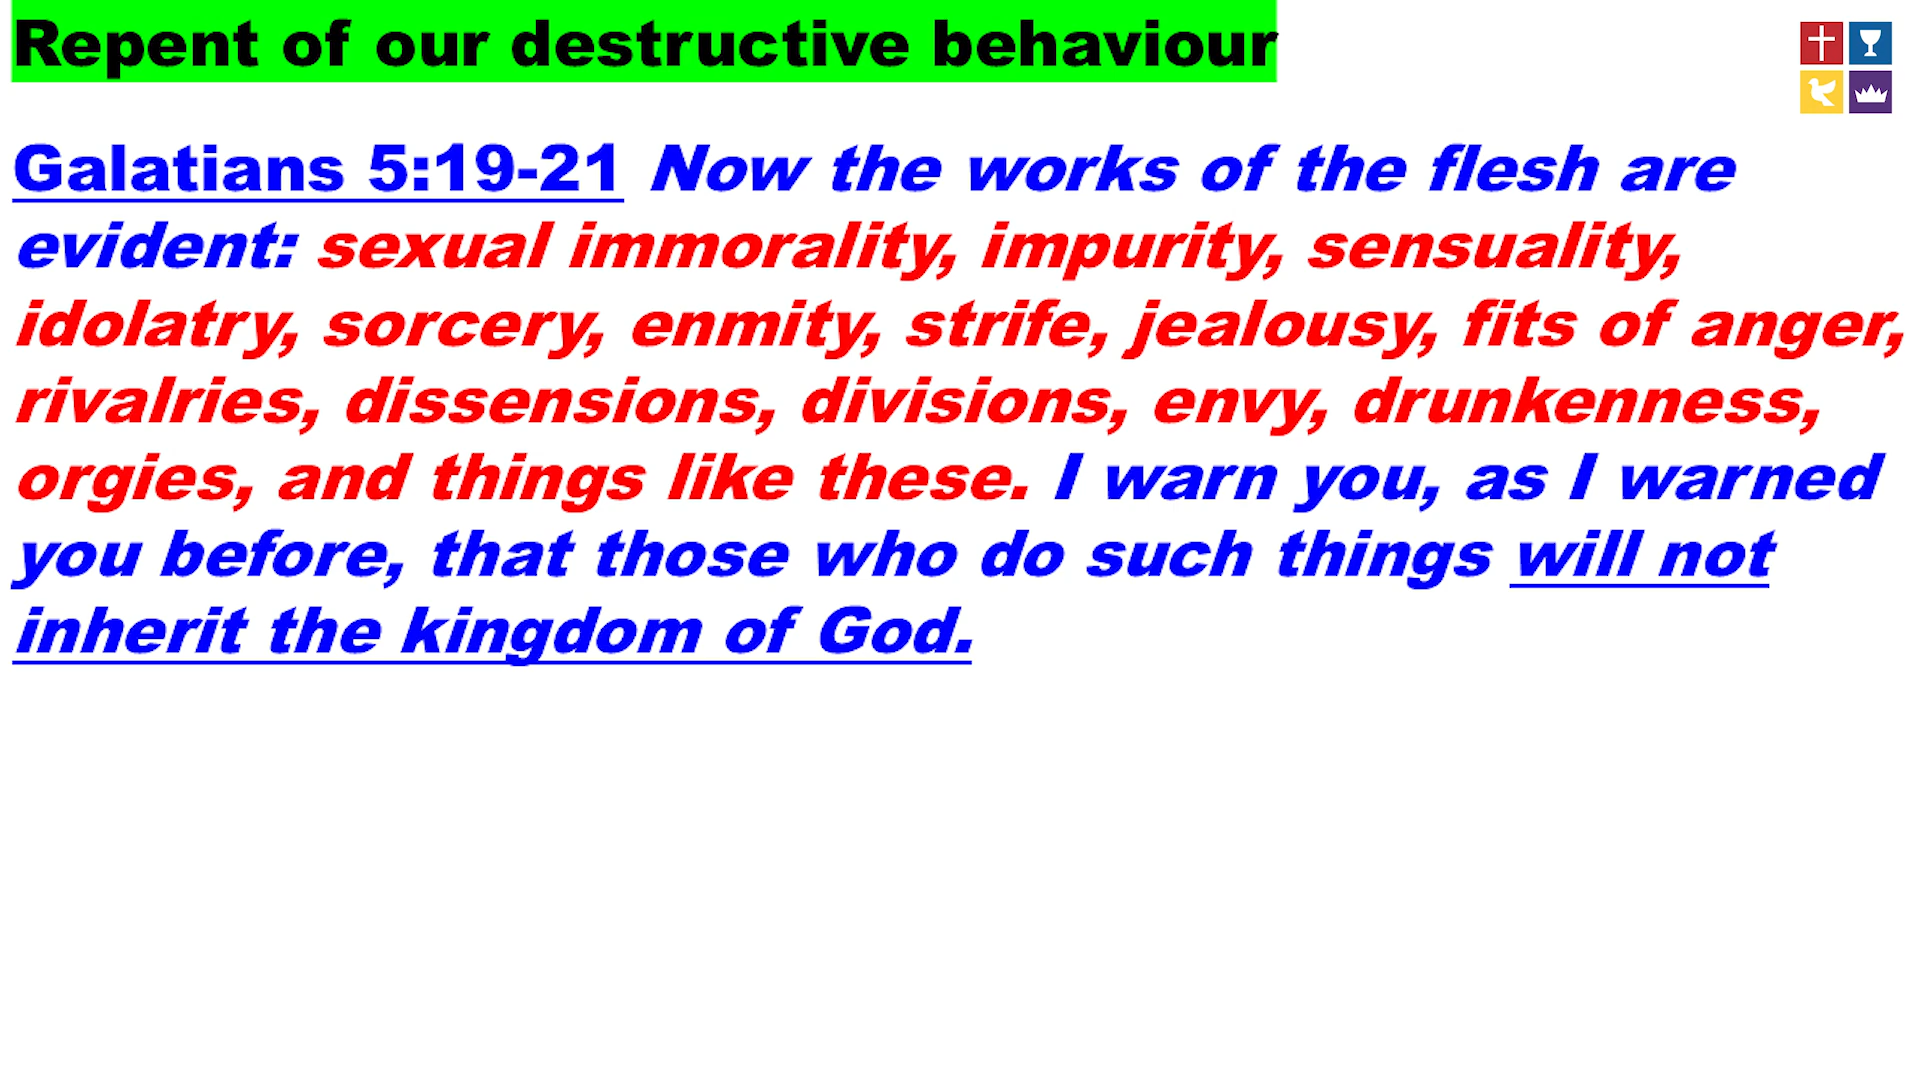 Repent of our destructive behaviour
Galatians 5:19-21 Now the works of the flesh are
evident: sexual immorality, impurity, sensuality,
idolatry, sorcery, enmity, strife, jealousy, fits of anger,
rivalries, dissensions, divisions, envy, drunkenness,
orgies, and things like these. I warn you, as I warned
you before, that those who do such things will not
inherit the kingdom of God.